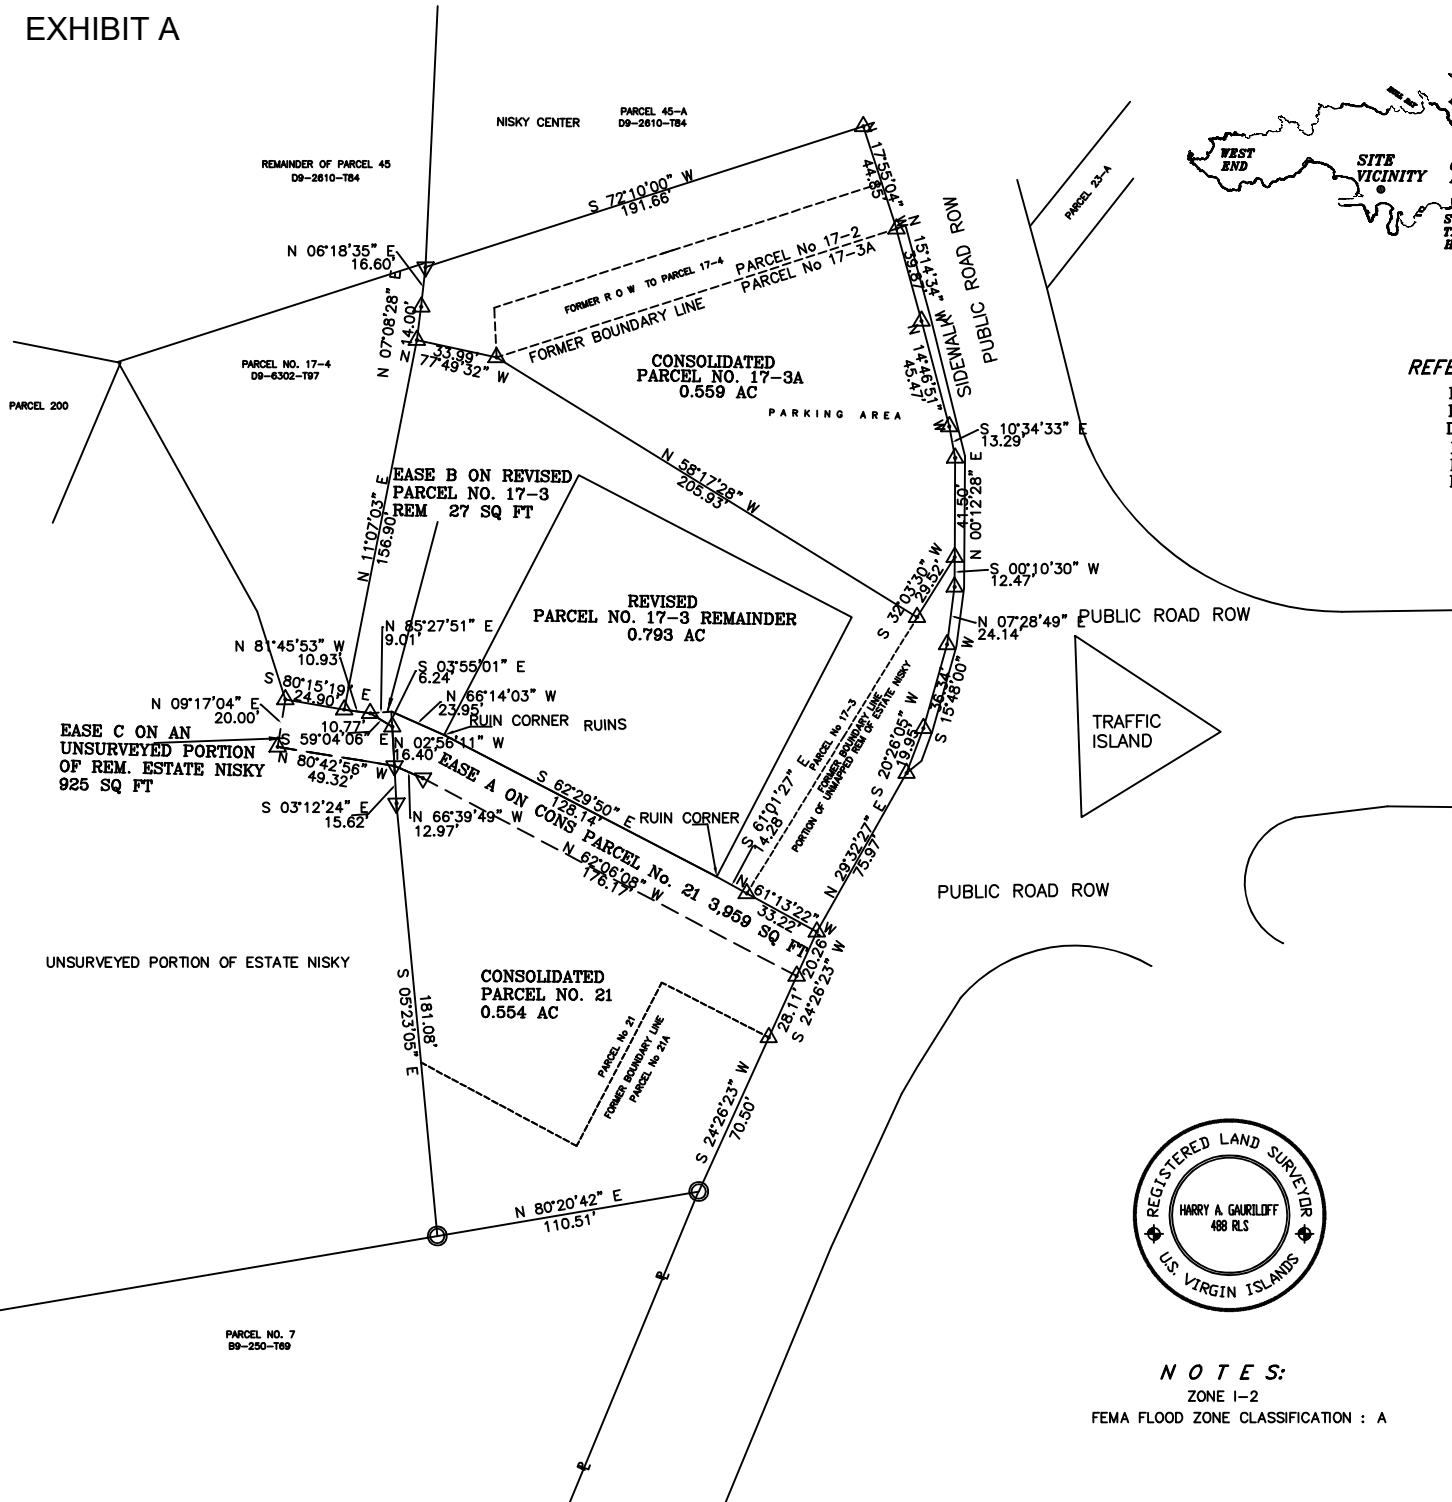 EXHIBIT A
NISKY CENTER
PARCEL 45-A
D9-2610-T84
REMAINDER OF PARCEL 45
D9-2610-T84
S 72°10'00" W
191.66'
N 17°55'04" W
44.85'
N 06°18'35" E
16.60'
N 07°08'28" E
14.00'
33.99'
N 77°49'32" W
FORMER R O W TO PARCEL 17-4
PARCEL No 17-2
PARCEL No 17-3A
FORMER BOUNDARY LINE
N 15°14'34" W
39.87'
SIDEWALK
PUBLIC ROAD ROW
PARCEL 23-A
WEST
END
SITE
VICINITY
REFE
PARCEL NO. 17-4
D9-6302-T97
PARCEL 200
CONSOLIDATED
PARCEL NO. 17-3A
0.559 AC
PARKING AREA
N 14°46'51" W
45.47'
S 10°34'33" E
13.29'
41.50'
N 00°12'28" E
S 00°10'30" W
12.47'
N 07°28'49" E
24.14'
PUBLIC ROAD ROW
N 58°17'28" W
205.93'
S 32°03'30" W
29.52'
EASE B ON REVISED
PARCEL NO. 17-3
REM 27 SQ FT
N 11°07'03" E
156.90'
REVISED
PARCEL NO. 17-3 REMAINDER
0.793 AC
N 85°27'51" E
9.01'
N 81°45'53" W
10.93'
S 03°55'01" E
6.24'
S 80°15'19" E
24.90'
N 66°14'03" W
23.95'
N 09°17'04" E
20.00'
10.77'
S 59°04'06" E
RUIN CORNER
RUINS
EASE C ON AN
UNSURVEYED PORTION
OF REM. ESTATE NISKY
925 SQ FT
N 02°56'11" W
16.40'
N 80°42'56" W
49.32'
S 03°12'24" E
15.62'
N 66°39'49" W
12.97'
EASE A ON CONS PARCEL No. 21 3,959 SQ FT
S 62°29'50" E
128.14'
N 62°06'08" W
176.17'
RUIN CORNER
S 61°01'27" E
14.28'
PARCEL No 17-3
FORMER BOUNDARY LINE
PORTION OF UNMAPPED REM OF ESTATE NISKY
36.34'
S 15°48'00" W
S 20°26'05" W
19.95'
N 29°32'27" E
75.97'
TRAFFIC
ISLAND
PUBLIC ROAD ROW
N 61°13'22" W
33.22'
20.26'
S 24°26'23" W
28.11'
UNSURVEYED PORTION OF ESTATE NISKY
CONSOLIDATED
PARCEL NO. 21
0.554 AC
S 05°23'05" E
181.08'
PARCEL No 21
FORMER BOUNDARY LINE
PARCEL No 21A
S 24°26'23" W
70.50'
N 80°20'42" E
110.51'
PARCEL NO. 7
B9-250-T69
REGISTERED LAND SURVEYOR
HARRY A. GAURILOFF
488 RLS
U.S. VIRGIN ISLANDS
N O T E S:
ZONE I-2
FEMA FLOOD ZONE CLASSIFICATION : A